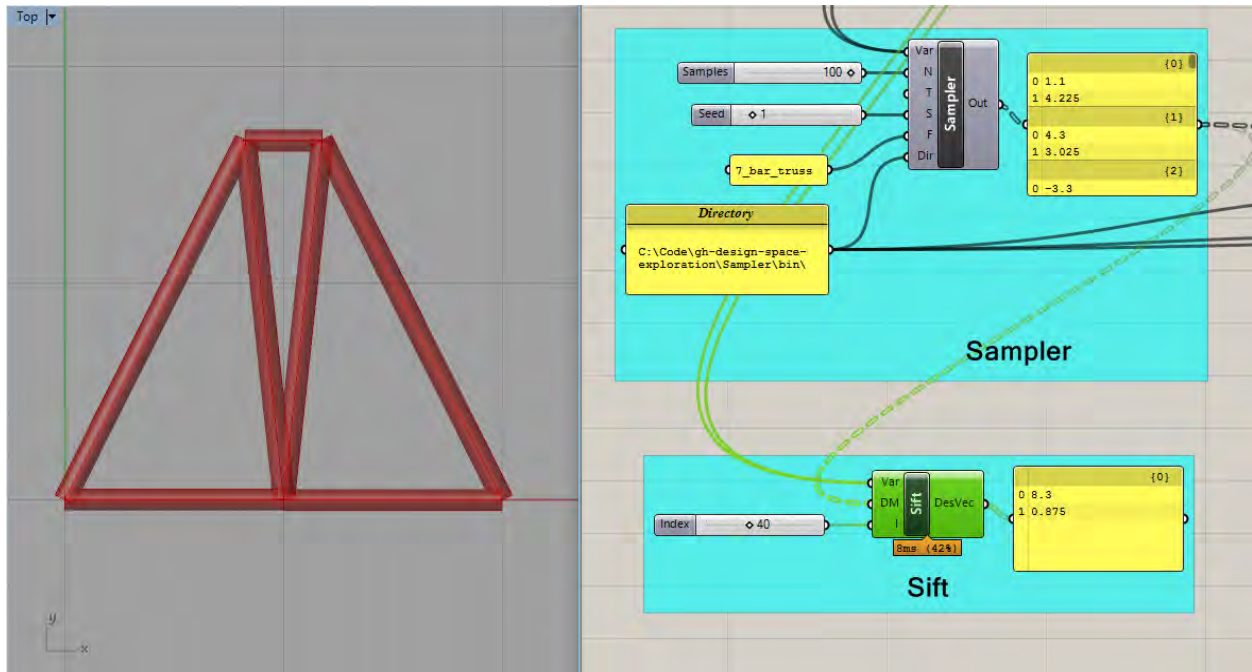 Top
y
x
Samples 100
Seed 1
7_bar_truss
Directory
C:\Code\gh-design-space-
exploration\Sampler\bin\
Var
N
T
S
F
Dir
Sampler
Out
{0}
0 1.1
1 4.225
{1}
0 4.3
1 3.025
{2}
0 -3.3
Sampler
Index 40
Var
DM
I
Sift
DesVec
8ms (42%)
{0}
0 8.3
1 0.875
Sift